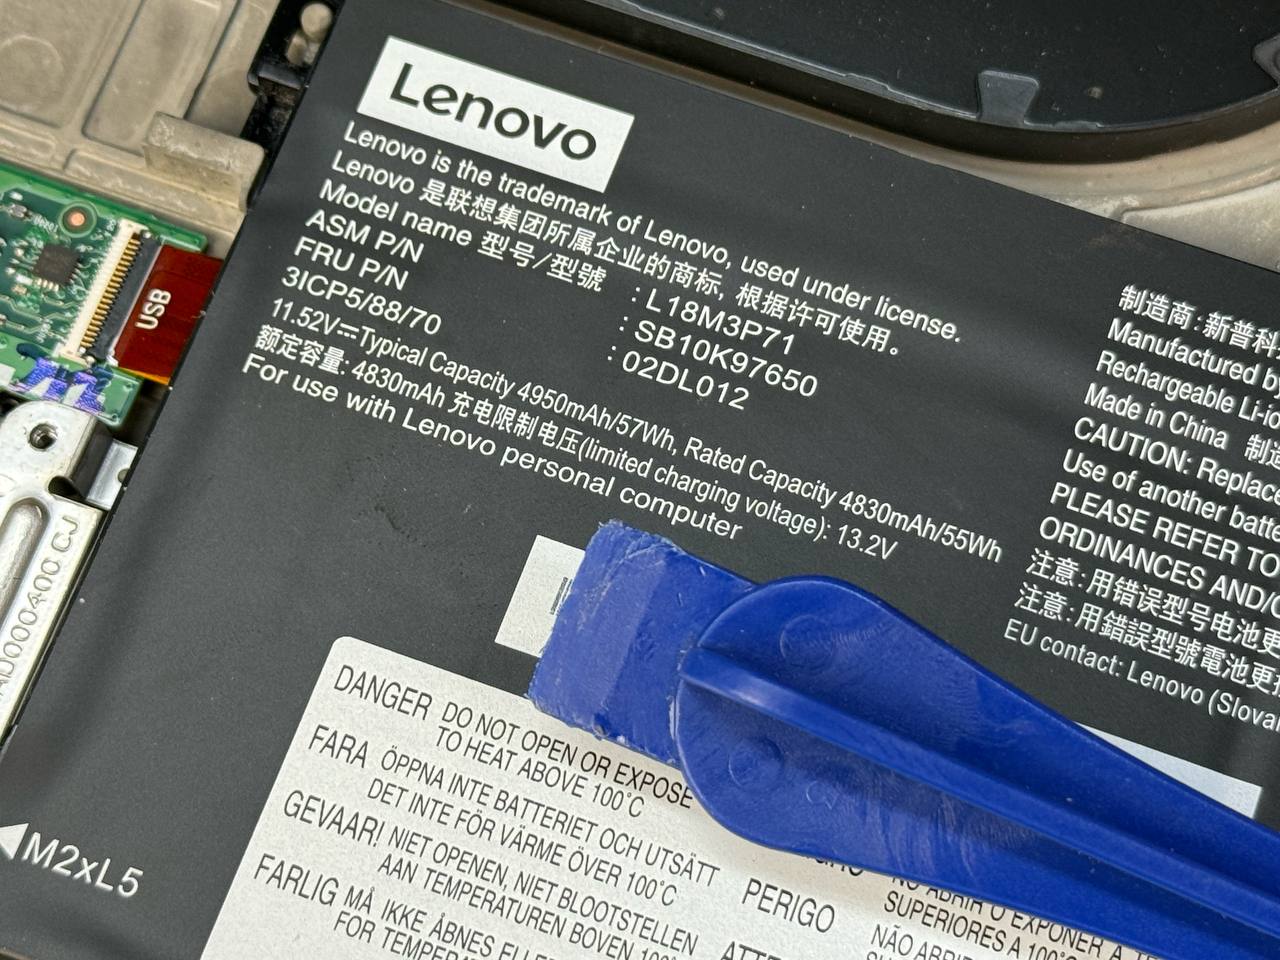 Lenovo
Lenovo is the trademark of Lenovo, used under license.
Lenovo 是联想集团所属企业的商标, 根据许可使用。
Model name 型号/型號 : L18M3P71
ASM P/N : SB10K97650
FRU P/N : 02DL012
3ICP5/88/70
11.52V⎓Typical Capacity 4950mAh/57Wh, Rated Capacity 4830mAh/55Wh
额定容量: 4830mAh 充电限制电压(limited charging voltage): 13.2V
For use with Lenovo personal computer
制造商: 新普科
Manufactured
Rechargeable Li-
Made in China
CAUTION: Replace
Use of another
PLEASE REFER TO
ORDINANCES
注意: 用错误型号电池更
注意: 用錯誤型號電池更
EU contact: Lenovo
USB
CJ
M2xL5
DANGER DO NOT OPEN OR EXPOSE
TO HEAT ABOVE 100°C
FARA ÖPPNA INTE BATTERIET OCH UTSÄTT
DET INTE FÖR VÄRME ÖVER 100°C
GEVAAR! NIET OPENEN, NIET BLOOTSTELLEN
AAN TEMPERATUREN BOVEN 100°
FARLIG MÅ IKKE ÅBNES
FOR
PERIGO
ABRIR O EXPONER A
SUPERIORES A 100°C
NÃO